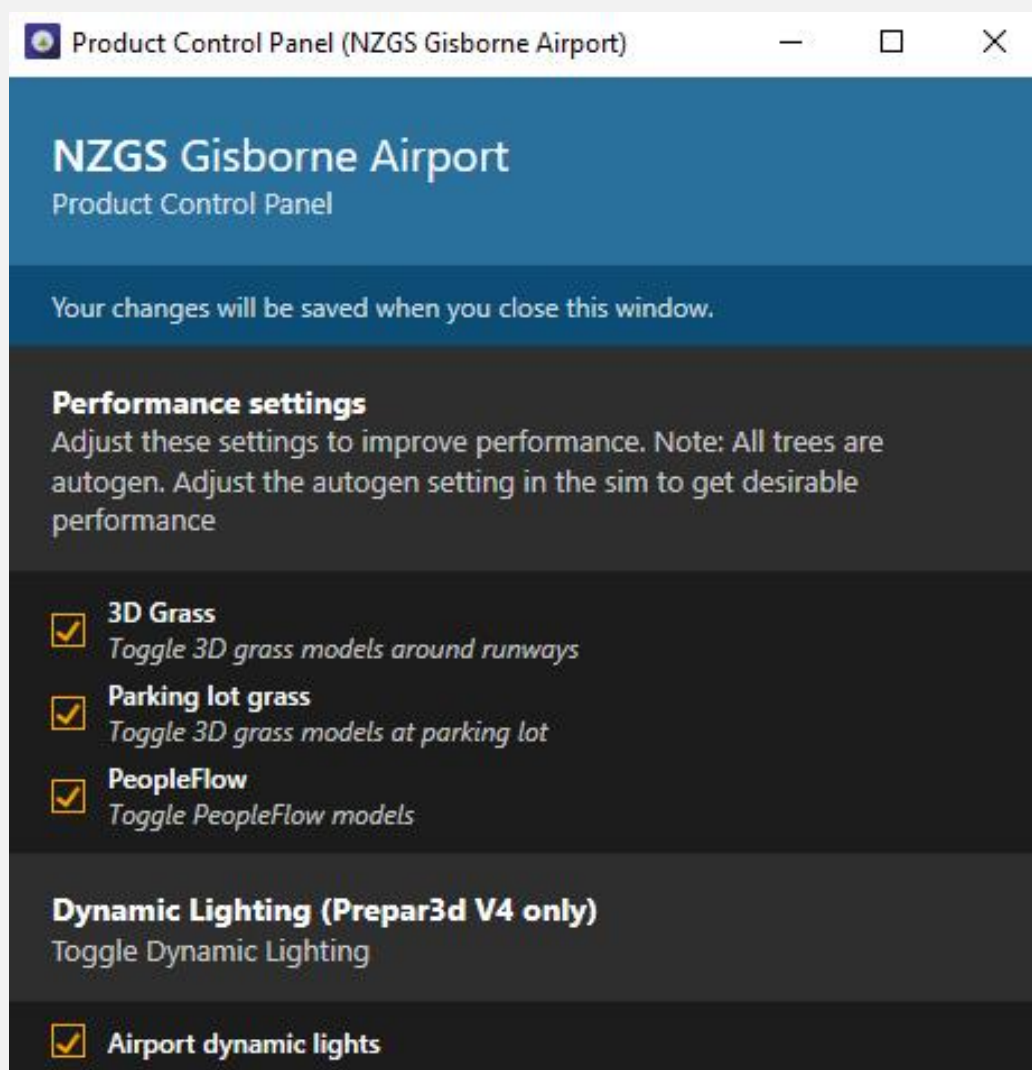 Product Control Panel (NZGS Gisborne Airport)
NZGS Gisborne Airport
Product Control Panel
Your changes will be saved when you close this window.
Performance settings
Adjust these settings to improve performance. Note: All trees are
autogen. Adjust the autogen setting in the sim to get desirable
performance
3D Grass
Toggle 3D grass models around runways
Parking lot grass
Toggle 3D grass models at parking lot
PeopleFlow
Toggle PeopleFlow models
Dynamic Lighting (Prepar3d V4 only)
Toggle Dynamic Lighting
Airport dynamic lights